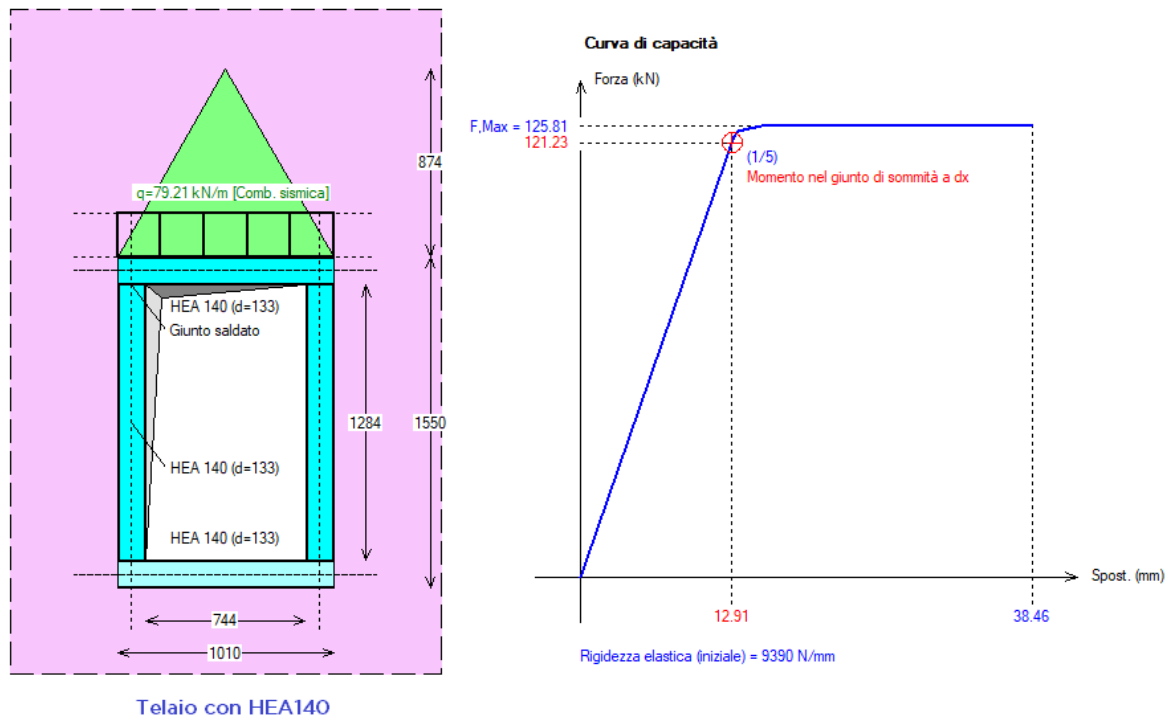 874
q=79.21 kN/m [Comb. sismica]
HEA 140 (d=133)
Giunto saldato
1284
1550
HEA 140 (d=133)
HEA 140 (d=133)
744
1010
Telaio con HEA140
Curva di capacità
Forza (kN)
F,Max = 125.81
121.23
(1/5)
Momento nel giunto di sommità a dx
Spost. (mm)
12.91
38.46
Rigidezza elastica (iniziale) = 9390 N/mm